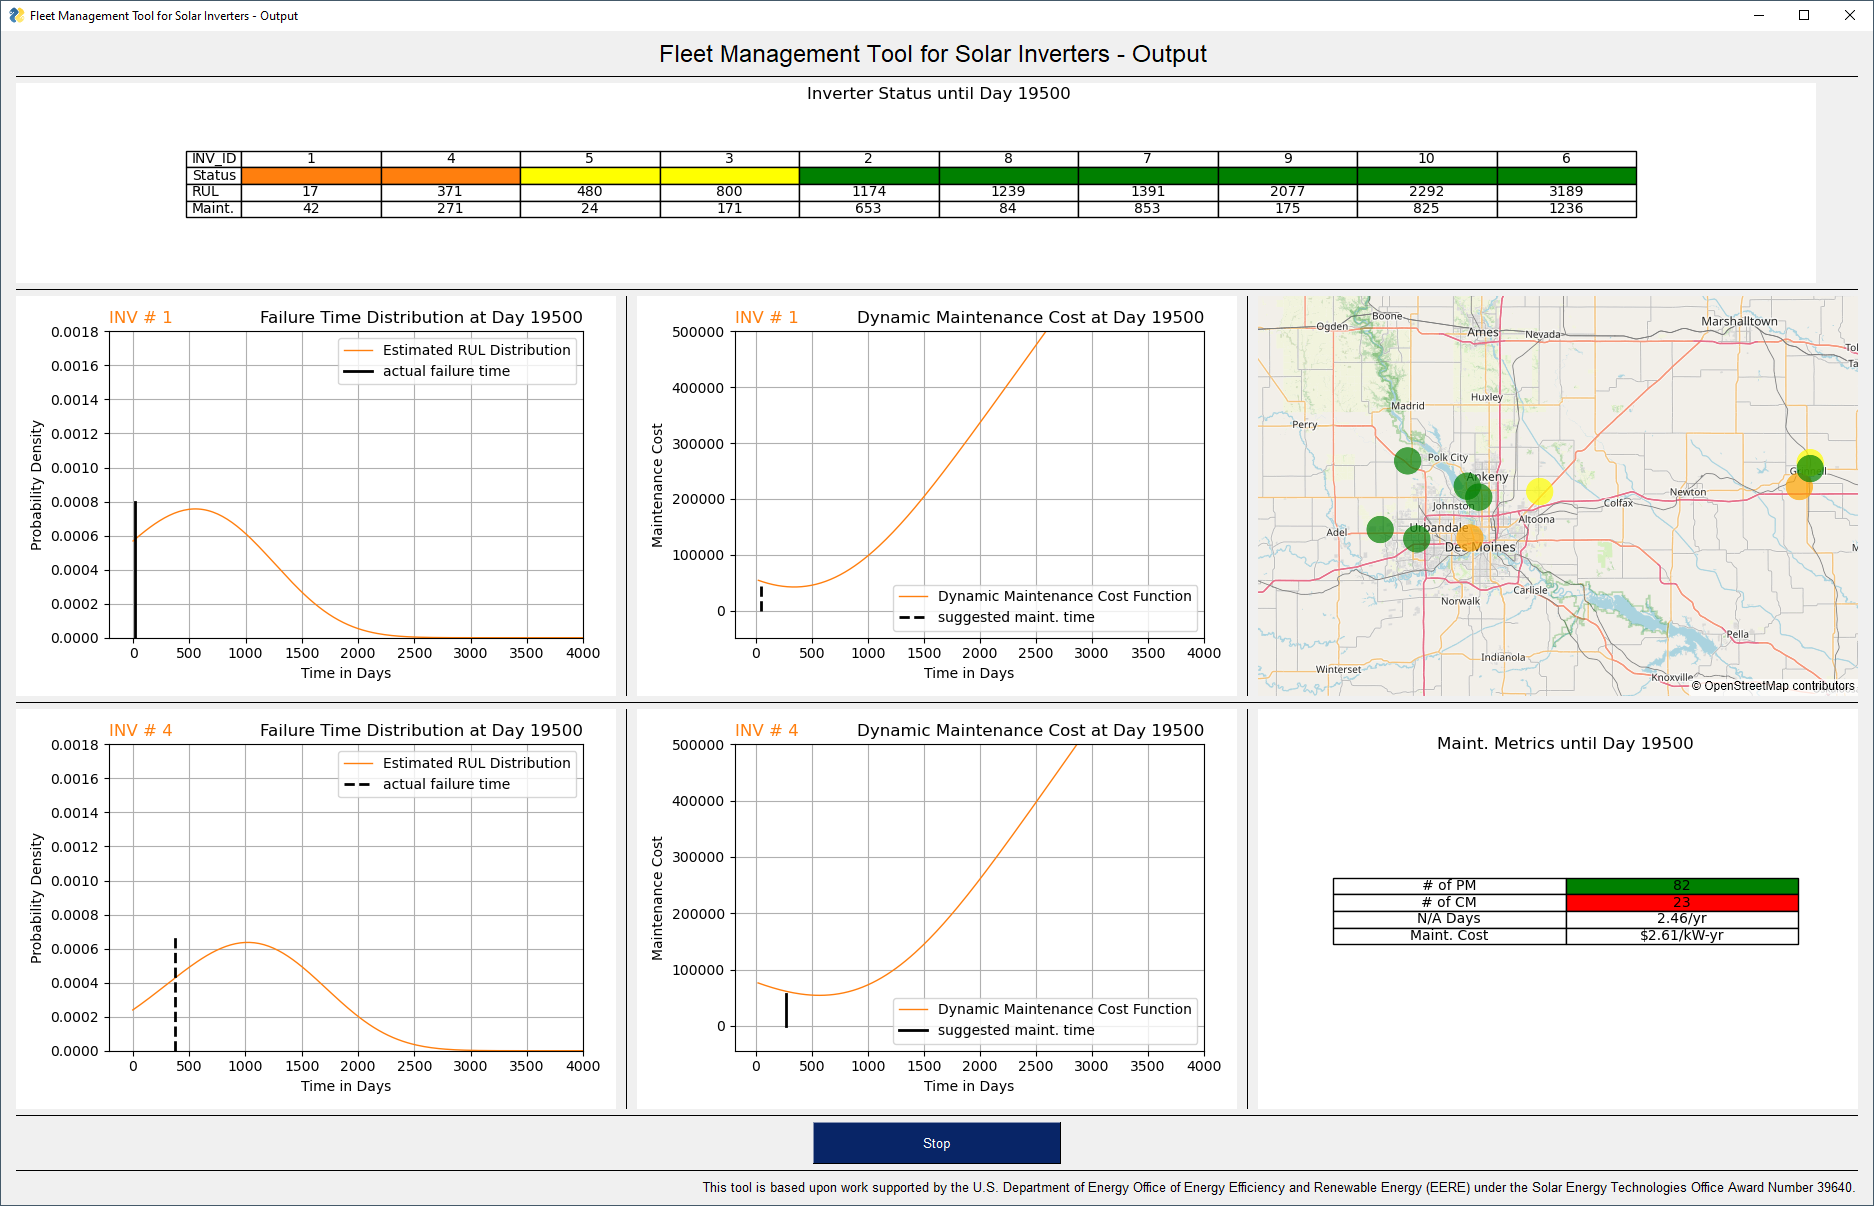 Fleet Management Tool for Solar Inverters - Output
Fleet Management Tool for Solar Inverters - Output
Inverter Status until Day 19500
INV_ID 1 4 5 3 2 8 7 9 10 6
Status
RUL 17 371 480 800 1174 1239 1391 2077 2292 3189
Maint. 42 271 24 171 653 84 853 175 825 1236
INV # 1 Failure Time Distribution at Day 19500
Estimated RUL Distribution
actual failure time
Probability Density
0.0018
0.0016
0.0014
0.0012
0.0010
0.0008
0.0006
0.0004
0.0002
0.0000
0 500 1000 1500 2000 2500 3000 3500 4000
Time in Days
INV # 1 Dynamic Maintenance Cost at Day 19500
Maintenance Cost
500000
400000
300000
200000
100000
0
Dynamic Maintenance Cost Function
suggested maint. time
0 500 1000 1500 2000 2500 3000 3500 4000
Time in Days
Boone
Ogden
Ames
Nevada
Marshalltown
Tol
Ta
Huxley
Madrid
Perry
Polk City
Ankeny
Grinnell
Newton
Colfax
Johnston
Altoona
Adel
Urbandale
Des Moines
Carlisle
Norwalk
Pella
Indianola
Winterset
Knoxville
M
© OpenStreetMap contributors
INV # 4 Failure Time Distribution at Day 19500
Estimated RUL Distribution
actual failure time
Probability Density
0.0018
0.0016
0.0014
0.0012
0.0010
0.0008
0.0006
0.0004
0.0002
0.0000
0 500 1000 1500 2000 2500 3000 3500 4000
Time in Days
INV # 4 Dynamic Maintenance Cost at Day 19500
Maintenance Cost
500000
400000
300000
200000
100000
0
Dynamic Maintenance Cost Function
suggested maint. time
0 500 1000 1500 2000 2500 3000 3500 4000
Time in Days
Maint. Metrics until Day 19500
# of PM 82
# of CM 23
N/A Days 2.46/yr
Maint. Cost $2.61/kW-yr
Stop
This tool is based upon work supported by the U.S. Department of Energy Office of Energy Efficiency and Renewable Energy (EERE) under the Solar Energy Technologies Office Award Number 39640.